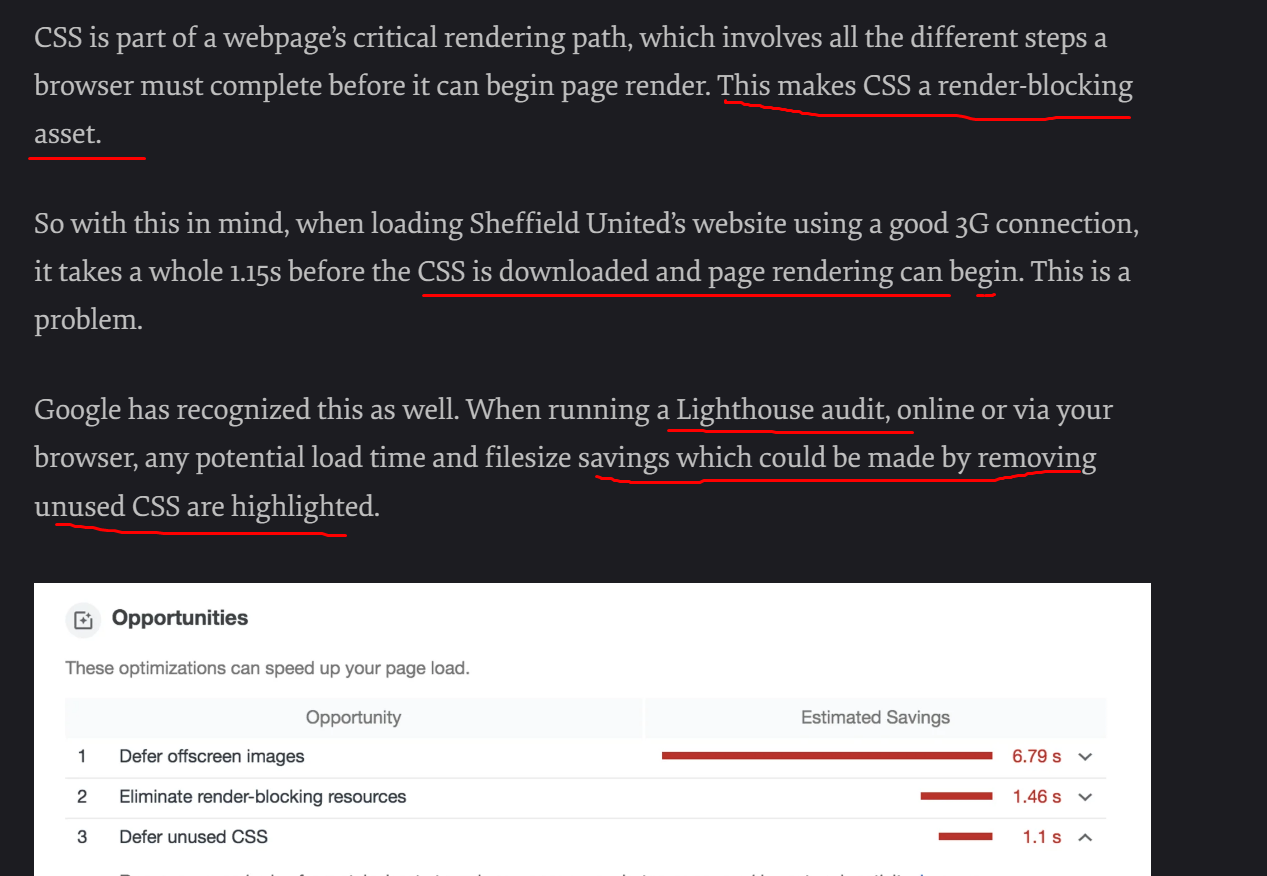 CSS is part of a webpage’s critical rendering path, which involves all the different steps a
browser must complete before it can begin page render. This makes CSS a render-blocking
asset.
So with this in mind, when loading Sheffield United’s website using a good 3G connection,
it takes a whole 1.15s before the CSS is downloaded and page rendering can begin. This is a
problem.
Google has recognized this as well. When running a Lighthouse audit, online or via your
browser, any potential load time and filesize savings which could be made by removing
unused CSS are highlighted.
Opportunities
These optimizations can speed up your page load.
Opportunity Estimated Savings
1 Defer offscreen images 6.79 s
2 Eliminate render-blocking resources 1.46 s
3 Defer unused CSS 1.1 s